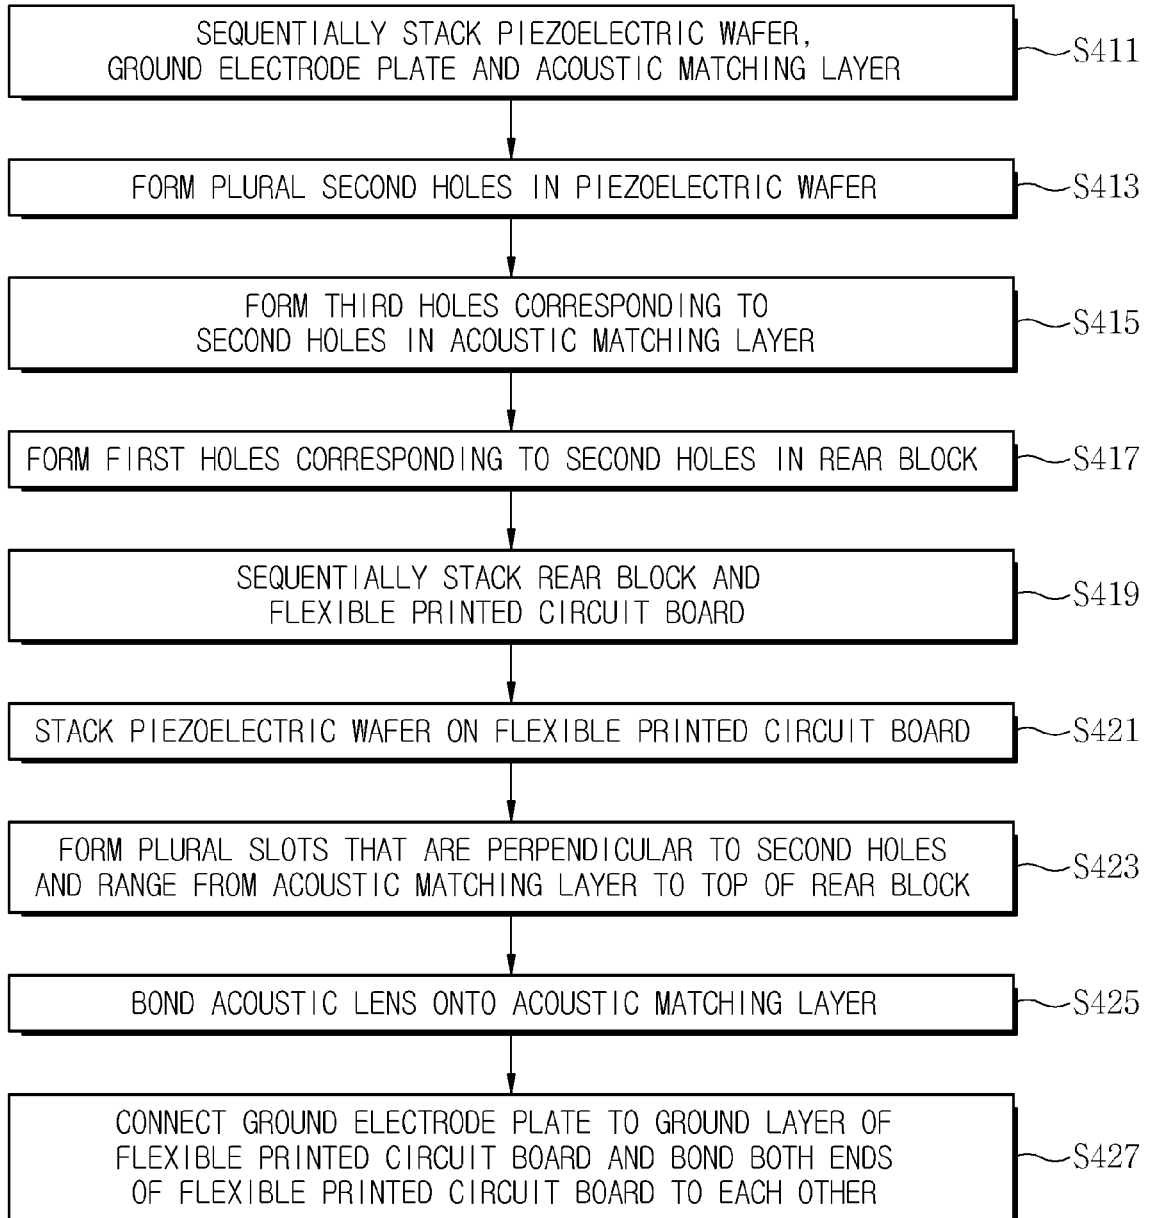 SEQUENTIALLY STACK PIEZOELECTRIC WAFER,
GROUND ELECTRODE PLATE AND ACOUSTIC MATCHING LAYER
S411
FORM PLURAL SECOND HOLES IN PIEZOELECTRIC WAFER
S413
FORM THIRD HOLES CORRESPONDING TO
SECOND HOLES IN ACOUSTIC MATCHING LAYER
S415
FORM FIRST HOLES CORRESPONDING TO SECOND HOLES IN REAR BLOCK
S417
SEQUENTIALLY STACK REAR BLOCK AND
FLEXIBLE PRINTED CIRCUIT BOARD
S419
STACK PIEZOELECTRIC WAFER ON FLEXIBLE PRINTED CIRCUIT BOARD
S421
FORM PLURAL SLOTS THAT ARE PERPENDICULAR TO SECOND HOLES
AND RANGE FROM ACOUSTIC MATCHING LAYER TO TOP OF REAR BLOCK
S423
BOND ACOUSTIC LENS ONTO ACOUSTIC MATCHING LAYER
S425
CONNECT GROUND ELECTRODE PLATE TO GROUND LAYER OF
FLEXIBLE PRINTED CIRCUIT BOARD AND BOND BOTH ENDS
OF FLEXIBLE PRINTED CIRCUIT BOARD TO EACH OTHER
S427